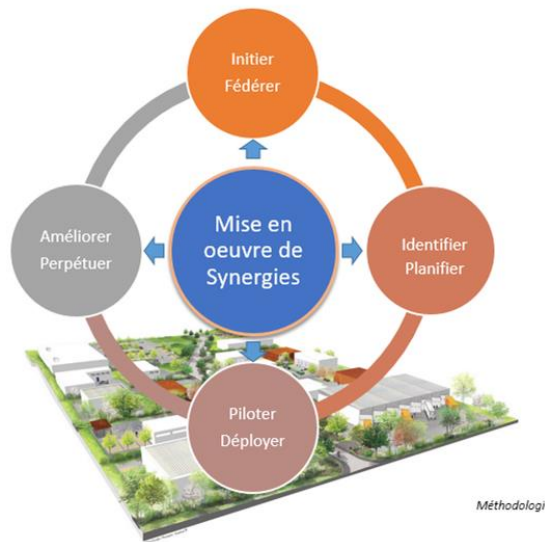 Initier
Fédérer
Mise en
oeuvre de
Synergies
Améliorer
Perpétuer
Identifier
Planifier
Piloter
Déployer
Méthodologi